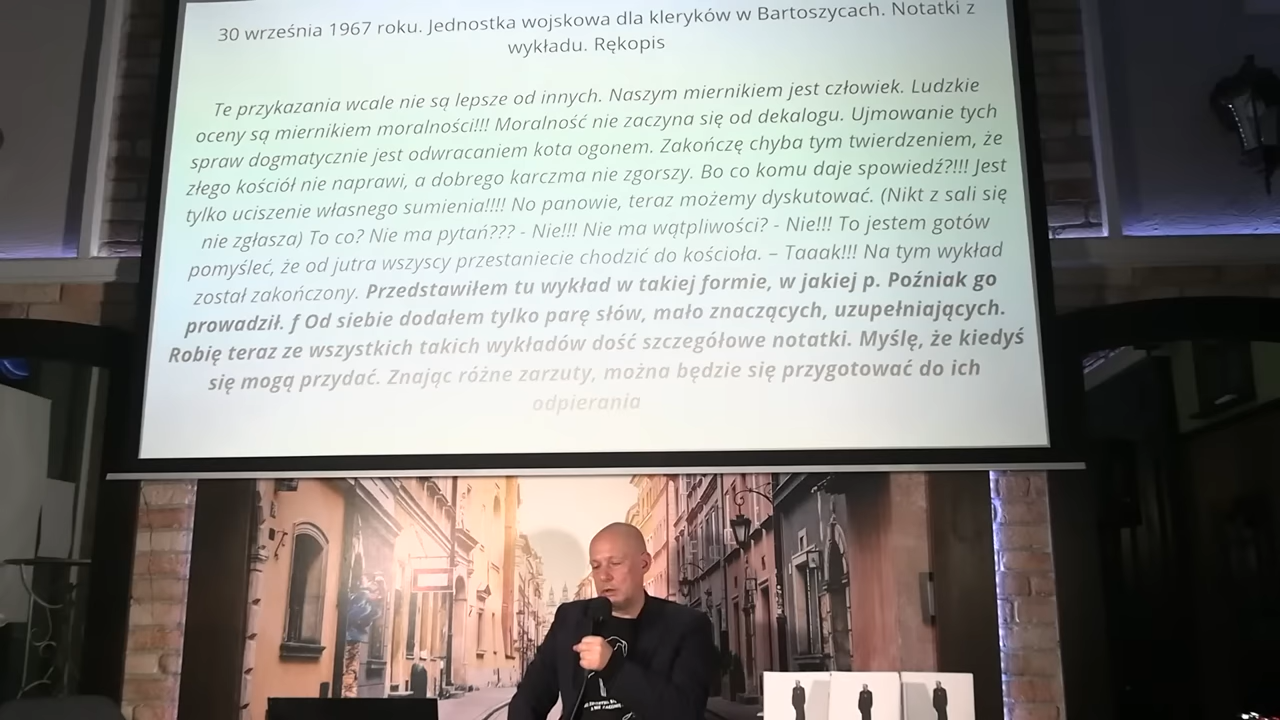 30 września 1967 roku. Jednostka wojskowa dla kleryków w Bartoszycach. Notatki z
wykładu. Rękopis
Te przykazania wcale nie są lepsze od innych. Naszym miernikiem jest człowiek. Ludzkie
oceny są miernikiem moralności!!! Moralność nie zaczyna się od dekalogu. Ujmowanie tych
spraw dogmatycznie jest odwracaniem kota ogonem. Zakończę chyba tym twierdzeniem, że
złego kościół nie naprawi, a dobrego karczma nie zgorszy. Bo co komu daje spowiedź?!!! Jest
tylko uciszenie własnego sumienia!!!! No panowie, teraz możemy dyskutować. (Nikt z sali się
nie zgłasza) To co? Nie ma pytań??? - Nie!!! Nie ma wątpliwości? - Nie!!! To jestem gotów
pomyśleć, że od jutra wszyscy przestaniecie chodzić do kościoła. – Taaak!!! Na tym wykład
został zakończony. Przedstawiłem tu wykład w takiej formie, w jakiej p. Poźniak go
prowadził. f Od siebie dodałem tylko parę słów, mało znaczących, uzupełniających.
Robię teraz ze wszystkich takich wykładów dość szczegółowe notatki. Myślę, że kiedyś
się mogą przydać. Znając różne zarzuty, można będzie się przygotować do ich
odpierania